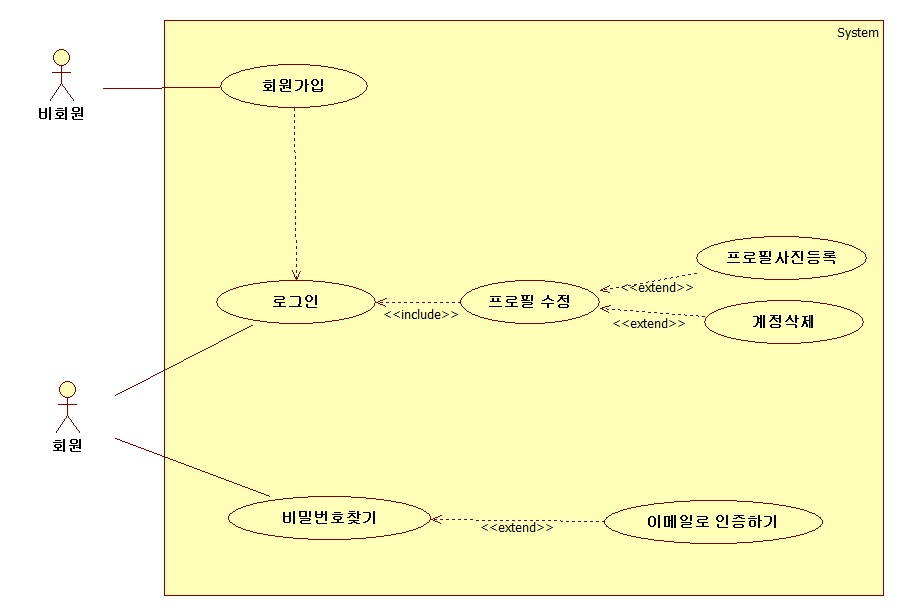 System
비회원
회원가입
프로필사진등록
<<extend>>
로그인
<<include>>
프로필 수정
<<extend>>
계정삭제
회원
비밀번호찾기
<<extend>>
이메일로 인증하기